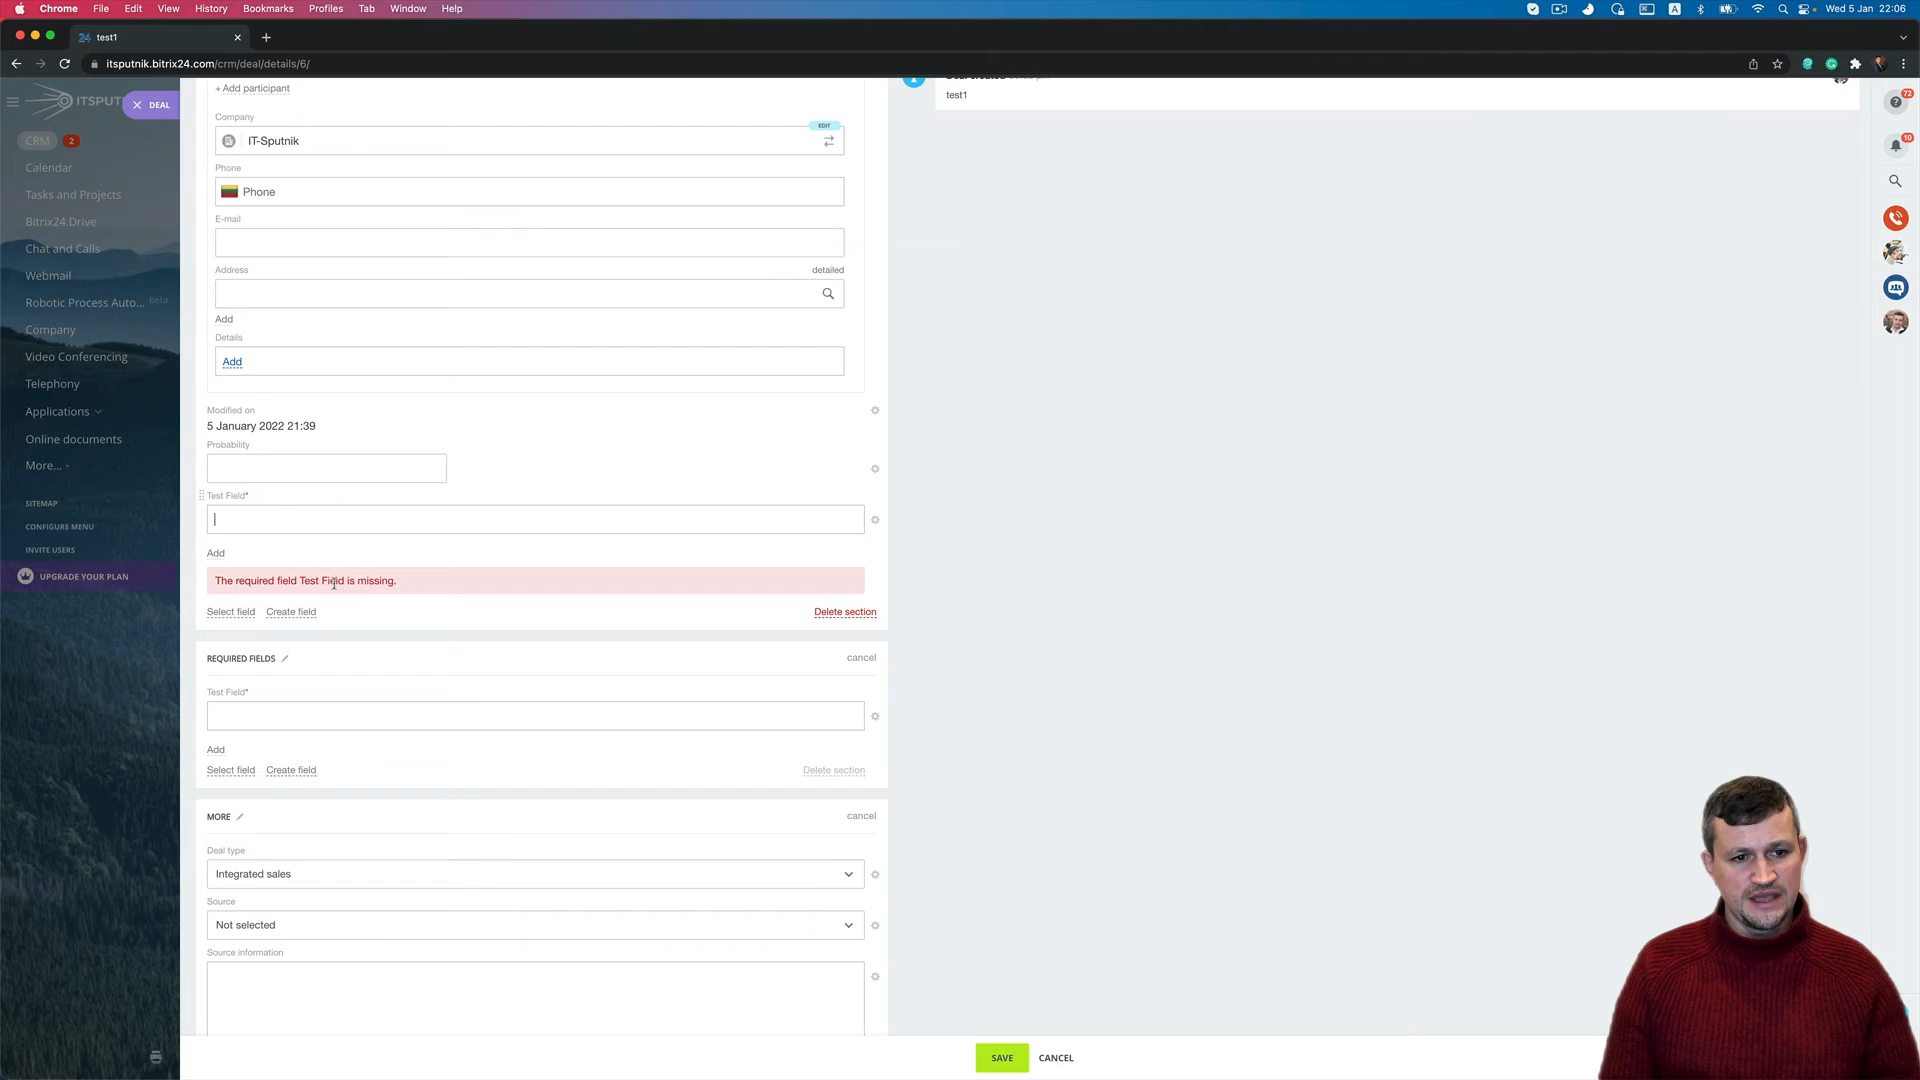 Chrome File Edit View History Bookmarks Profiles Tab Window Help
A Wed 5 Jan 22:06
24 test1
itsputnik.bitrix24.com/crm/deal/details/6/
ITSPUT
DEAL
CRM 2
Calendar
Tasks and Projects
Bitrix24.Drive
Chat and Calls
Webmail
Robotic Process Auto... beta
Company
Video Conferencing
Telephony
Applications
Online documents
More...
SITEMAP
CONFIGURE MENU
INVITE USERS
UPGRADE YOUR PLAN
+ Add participant
Company
EDIT
IT-Sputnik
Phone
Phone
E-mail
Address detailed
Add
Details
Add
Modified on
5 January 2022 21:39
Probability
Test Field*
Add
The required field Test Field is missing.
Select field Create field Delete section
REQUIRED FIELDS cancel
Test Field*
Add
Select field Create field Delete section
MORE cancel
Deal type
Integrated sales
Source
Not selected
Source information
SAVE CANCEL
test1
72
10